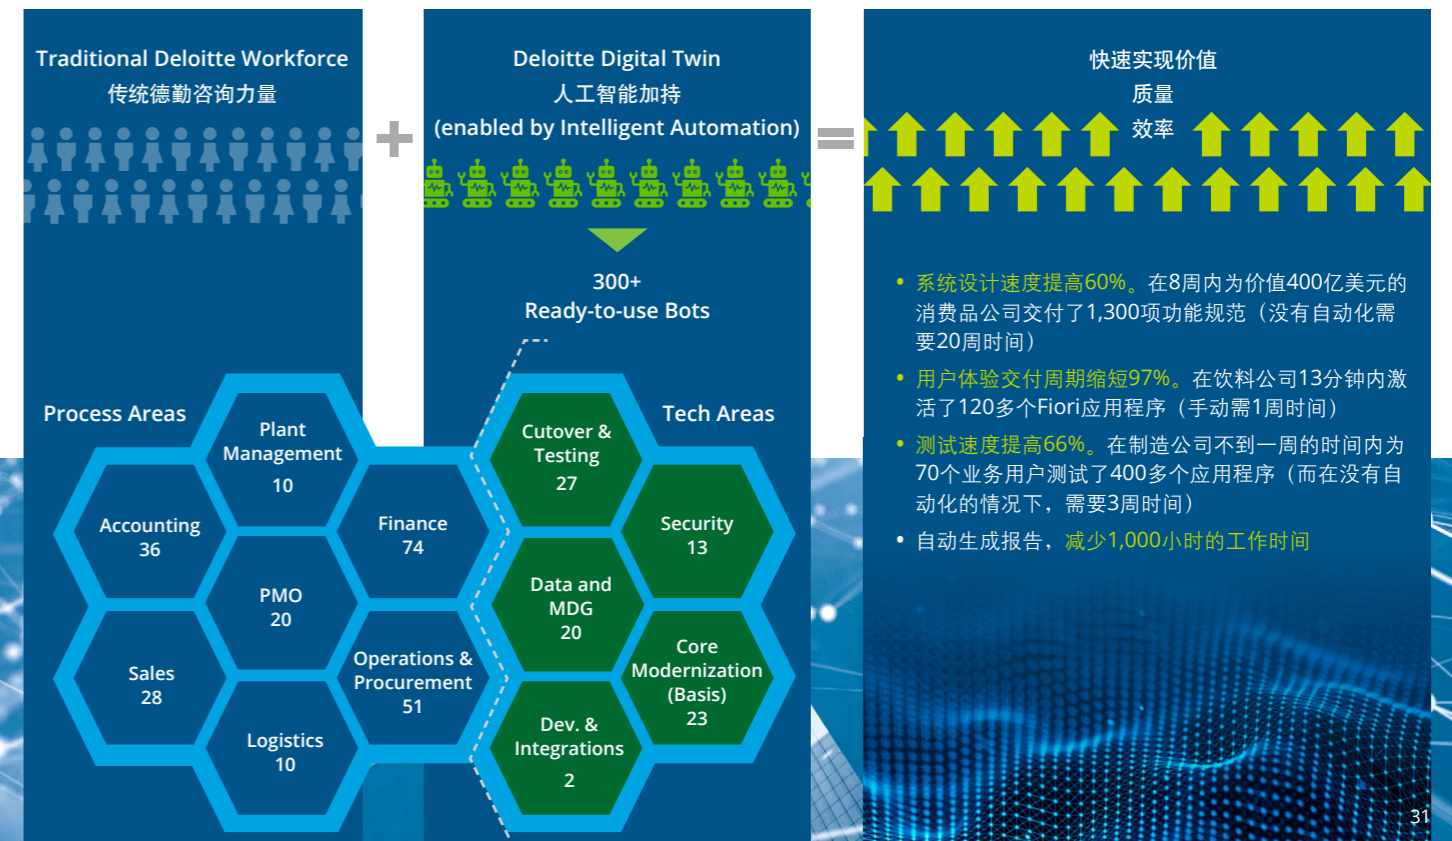 Traditional Deloitte Workforce
传统德勤咨询力量
+
Deloitte Digital Twin
人工智能加持
(enabled by Intelligent Automation)
=
快速实现价值
质量
效率
300+
Ready-to-use Bots
Process Areas
Plant
Management
10
Accounting
36
Finance
74
PMO
20
Sales
28
Operations &
Procurement
51
Logistics
10
Tech Areas
Cutover &
Testing
27
Security
13
Data and
MDG
20
Core
Modernization
(Basis)
23
Dev. &
Integrations
2
• 系统设计速度提高60%。在8周内为价值400亿美元的
消费品公司交付了1,300项功能规范（没有自动化需
要20周时间）
• 用户体验交付周期缩短97%。在饮料公司13分钟内激
活了120多个Fiori应用程序（手动需1周时间）
• 测试速度提高66%。在制造公司不到一周的时间内为
70个业务用户测试了400多个应用程序（而在没有自
动化的情况下，需要3周时间）
• 自动生成报告，减少1,000小时的工作时间
31